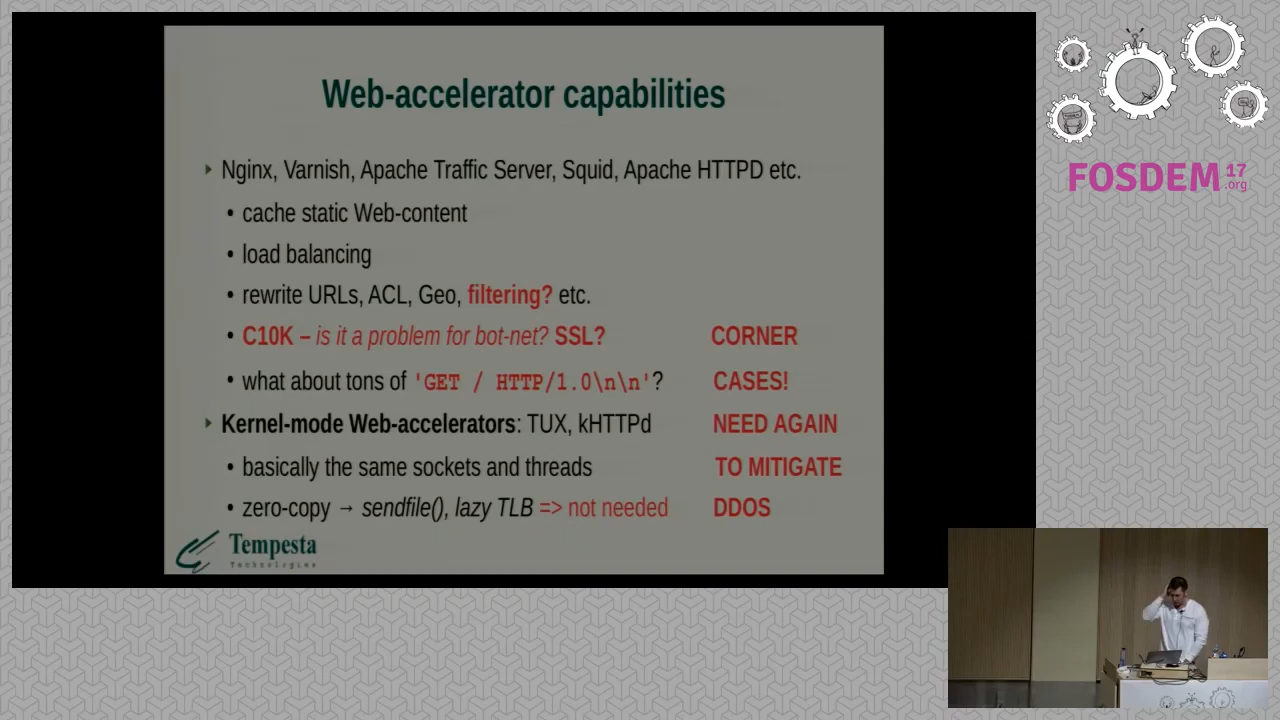 Web-accelerator capabilities
Nginx, Varnish, Apache Traffic Server, Squid, Apache HTTPD etc.
• cache static Web-content
• load balancing
• rewrite URLs, ACL, Geo, filtering? etc.
• C10K – is it a problem for bot-net? SSL? CORNER
• what about tons of 'GET / HTTP/1.0\n\n'? CASES!
Kernel-mode Web-accelerators: TUX, kHTTPd NEED AGAIN
• basically the same sockets and threads TO MITIGATE
• zero-copy → sendfile(), lazy TLB => not needed DDOS
Tempesta
Technologies
FOSDEM 17
.org